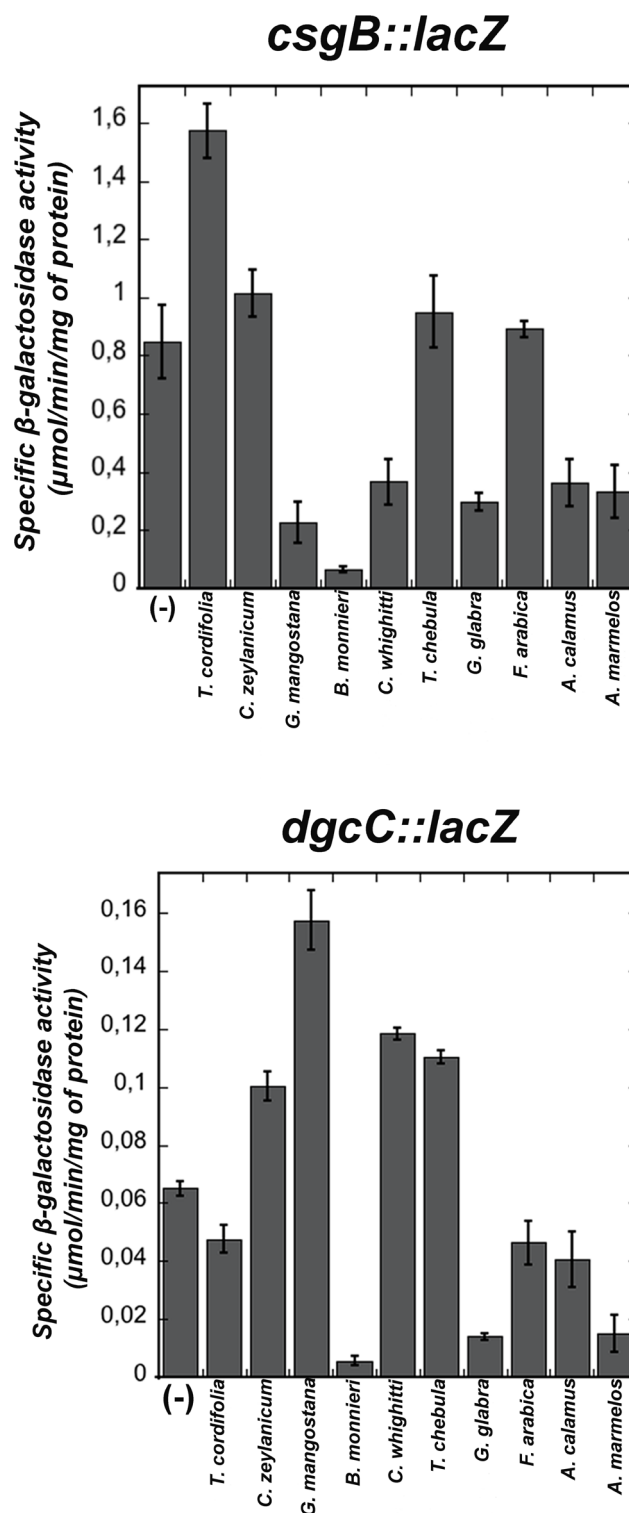 csgB::lacZ
Specific β-galactosidase activity
(μmol/min/mg of protein)
1,6
1,4
1,2
1
0,8
0,6
0,4
0,2
0
(-)
T. cordifolia
C. zeylanicum
G. mangostana
B. monnieri
C. whighitti
T. chebula
G. glabra
F. arabica
A. calamus
A. marmelos
dgcC::lacZ
Specific β-galactosidase activity
(μmol/min/mg of protein)
0,16
0,14
0,12
0,1
0,08
0,06
0,04
0,02
0
(-)
T. cordifolia
C. zeylanicum
G. mangostana
B. monnieri
C. whighitti
T. chebula
G. glabra
F. arabica
A. calamus
A. marmelos